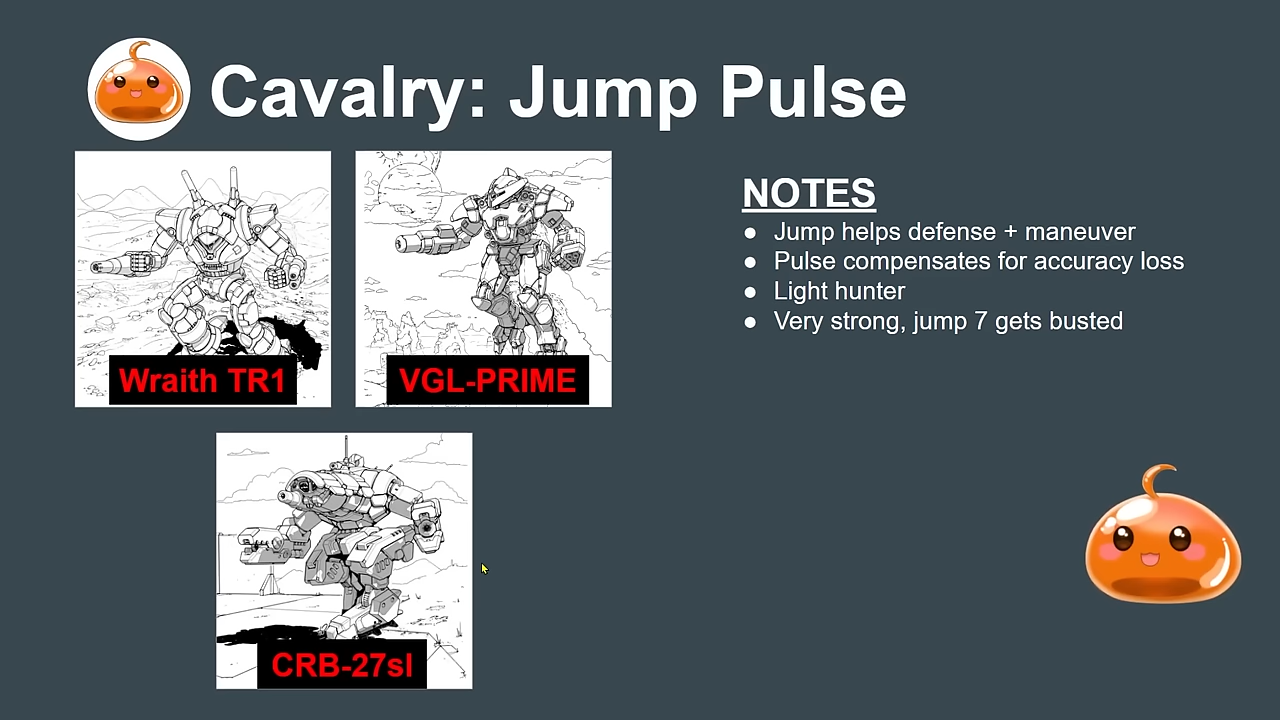 Cavalry: Jump Pulse
Wraith TR1
VGL-PRIME
CRB-27sl
NOTES
● Jump helps defense + maneuver
● Pulse compensates for accuracy loss
● Light hunter
● Very strong, jump 7 gets busted